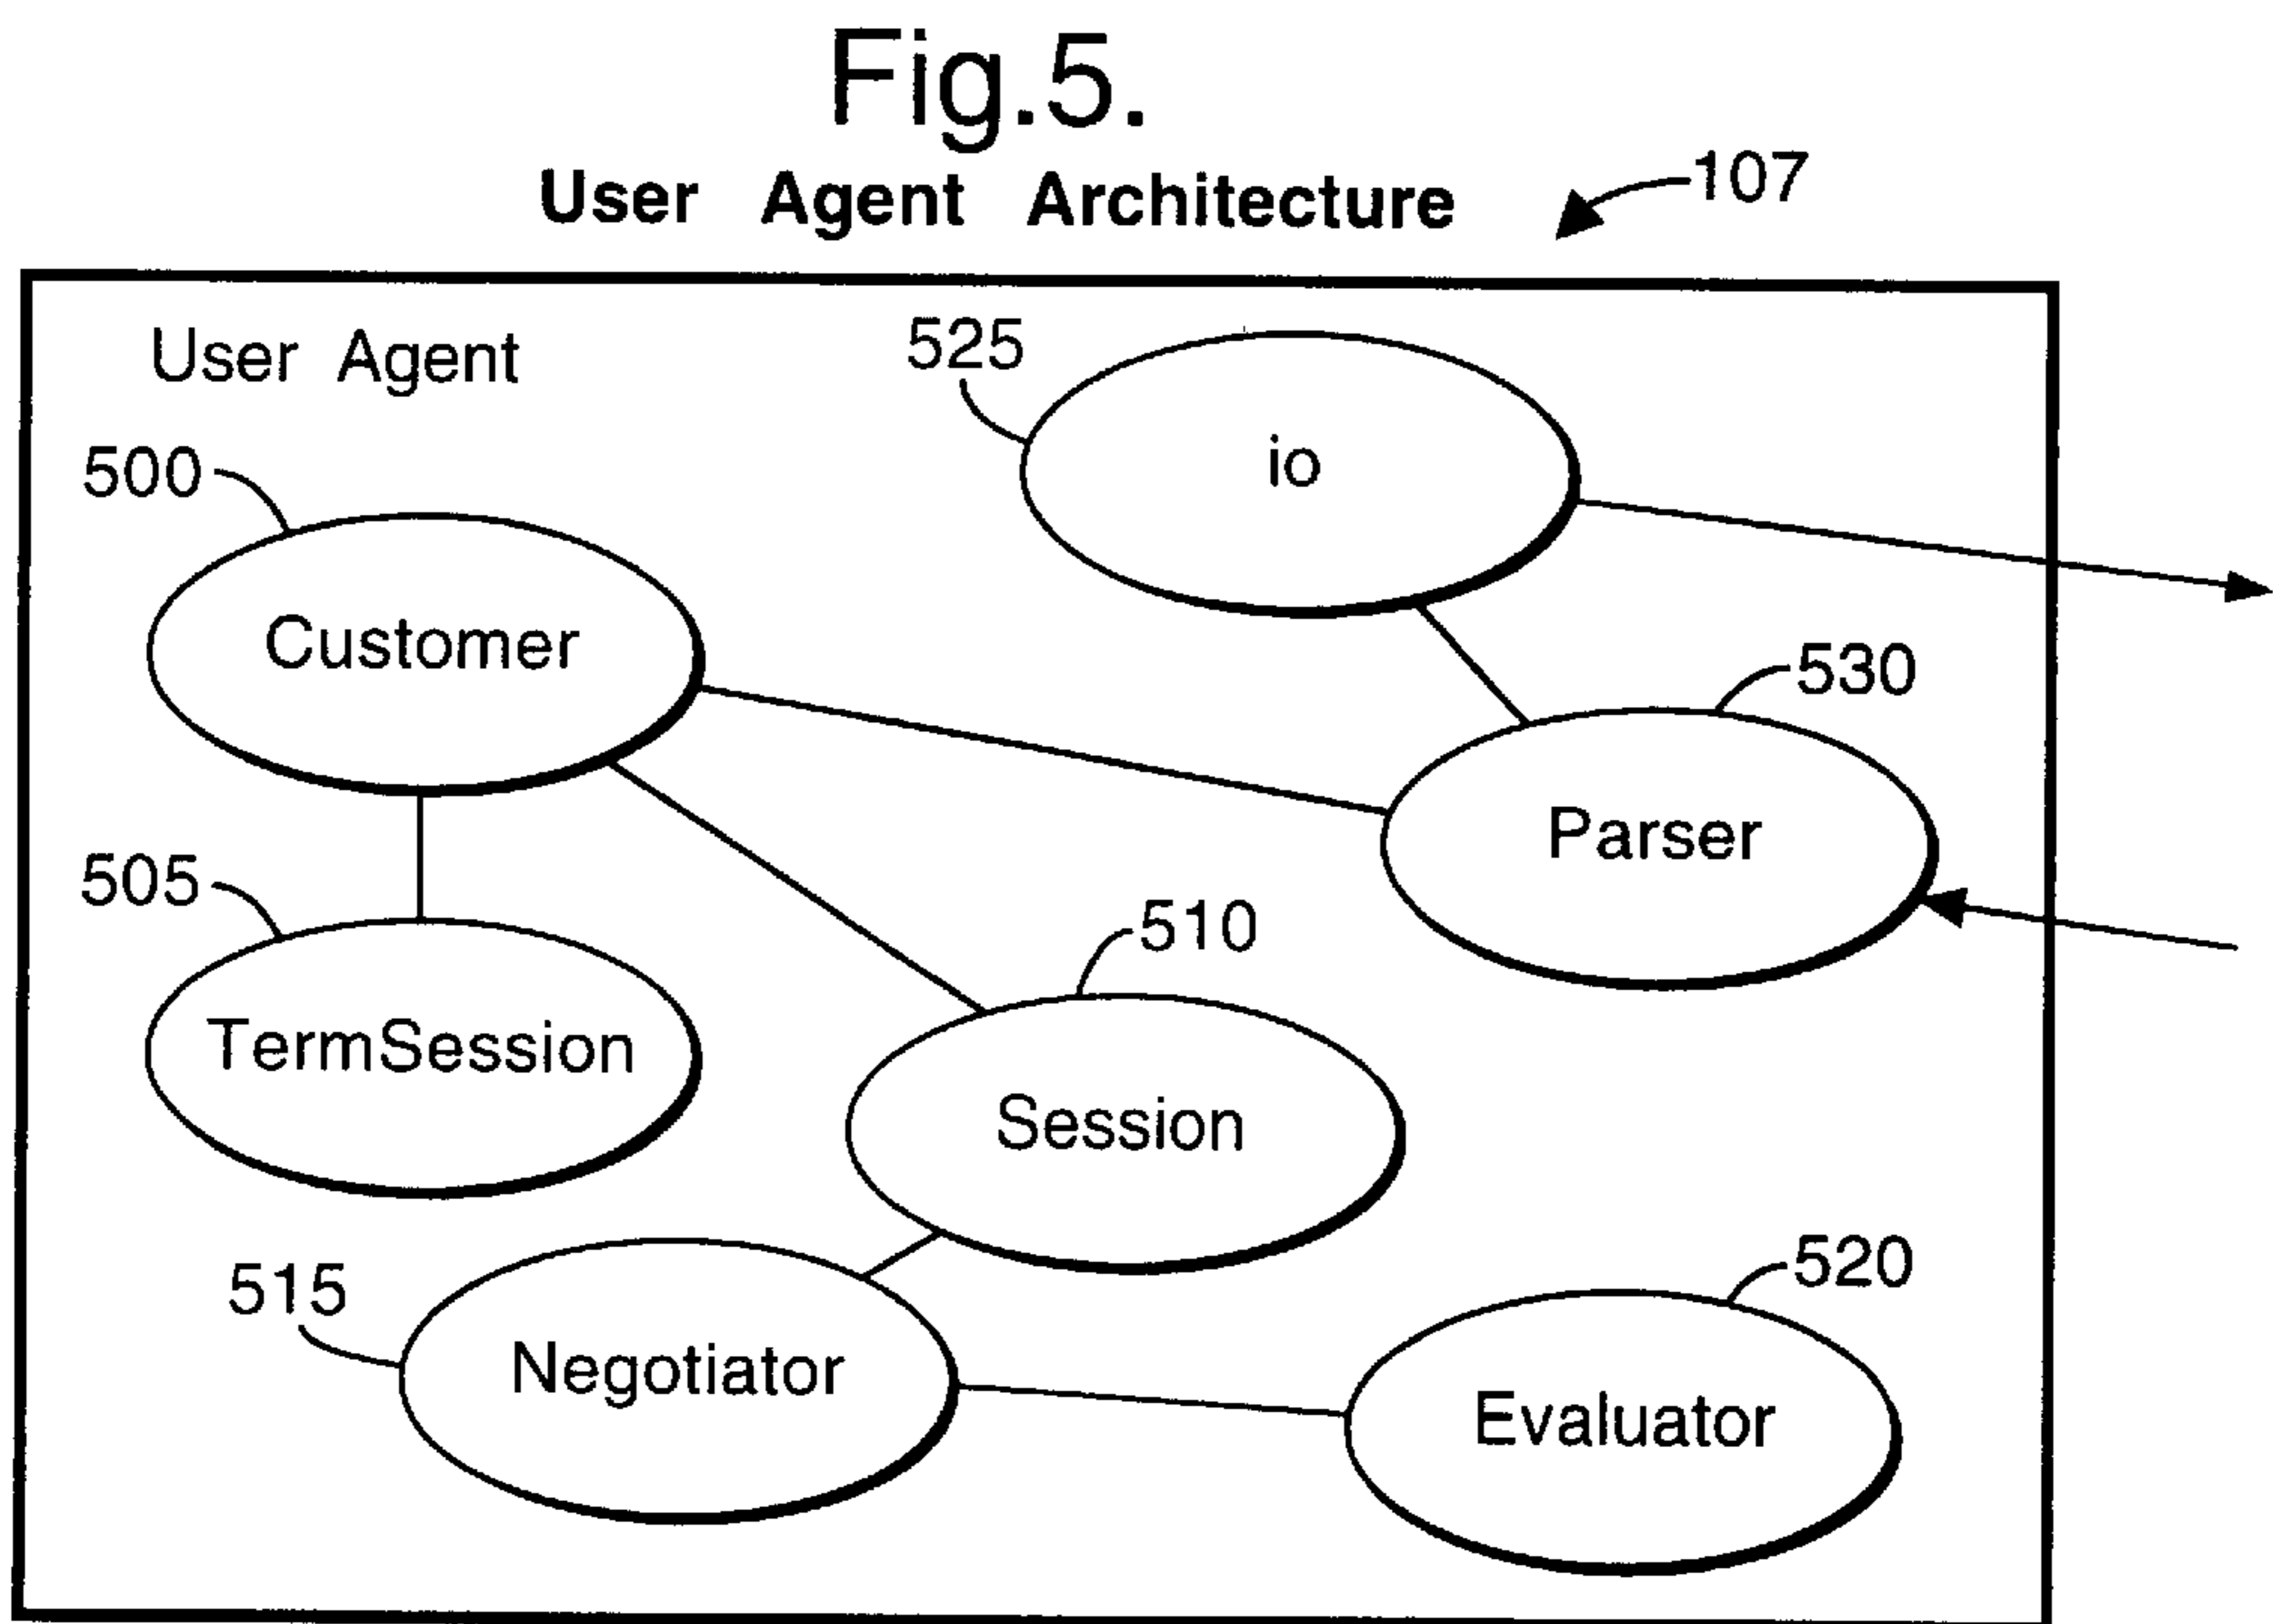 Fig.5.
User Agent Architecture
107
User Agent
525
io
500
Customer
530
Parser
505
TermSession
510
Session
515
Negotiator
520
Evaluator